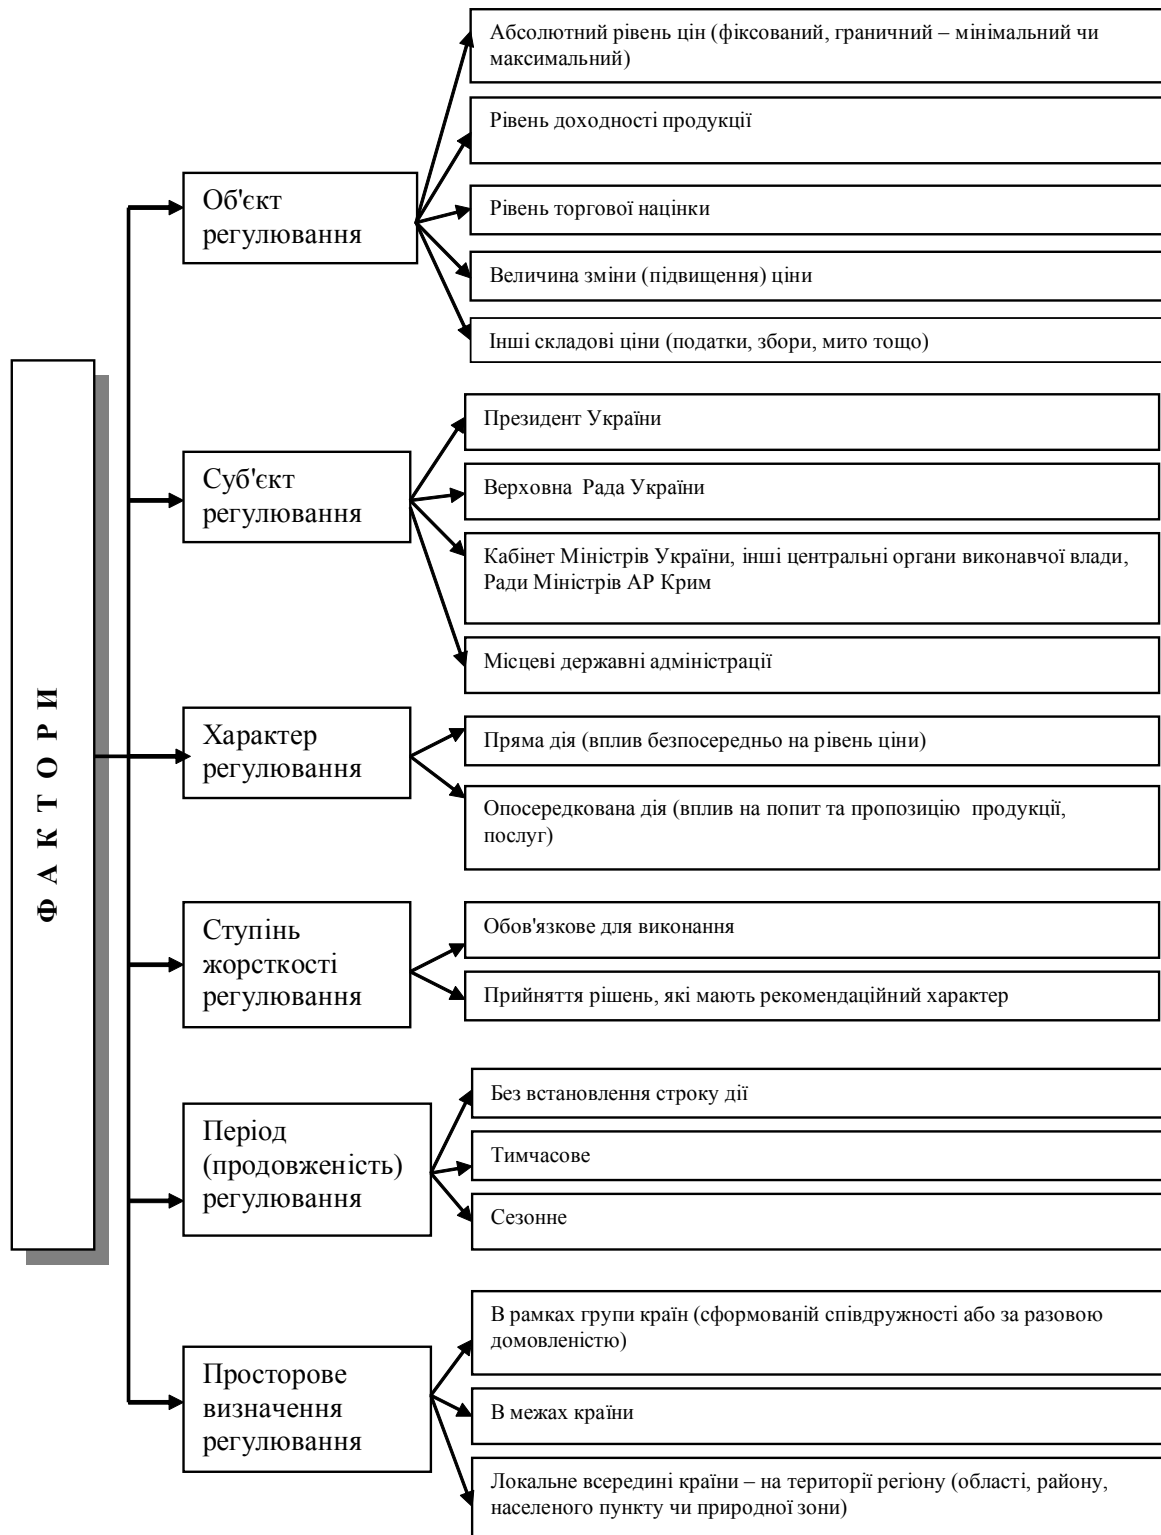 ФАКТОРИ
Об'єкт
регулювання
Абсолютний рівень цін (фіксований, граничний – мінімальний чи
максимальний)
Рівень доходності продукції
Рівень торгової націнки
Величина зміни (підвищення) ціни
Інші складові ціни (податки, збори, мито тощо)
Суб'єкт
регулювання
Президент України
Верховна Рада України
Кабінет Міністрів України, інші центральні органи виконавчої влади,
Ради Міністрів АР Крим
Місцеві державні адміністрації
Характер
регулювання
Пряма дія (вплив безпосередньо на рівень ціни)
Опосередкована дія (вплив на попит та пропозицію продукції,
послуг)
Ступінь
жорсткості
регулювання
Обов'язкове для виконання
Прийняття рішень, які мають рекомендаційний характер
Період
(продовженість)
регулювання
Без встановлення строку дії
Тимчасове
Сезонне
Просторове
визначення
регулювання
В рамках групи країн (сформованій співдружності або за разовою
домовленістю)
В межах країни
Локальне всередині країни – на території регіону (області, району,
населеного пункту чи природної зони)